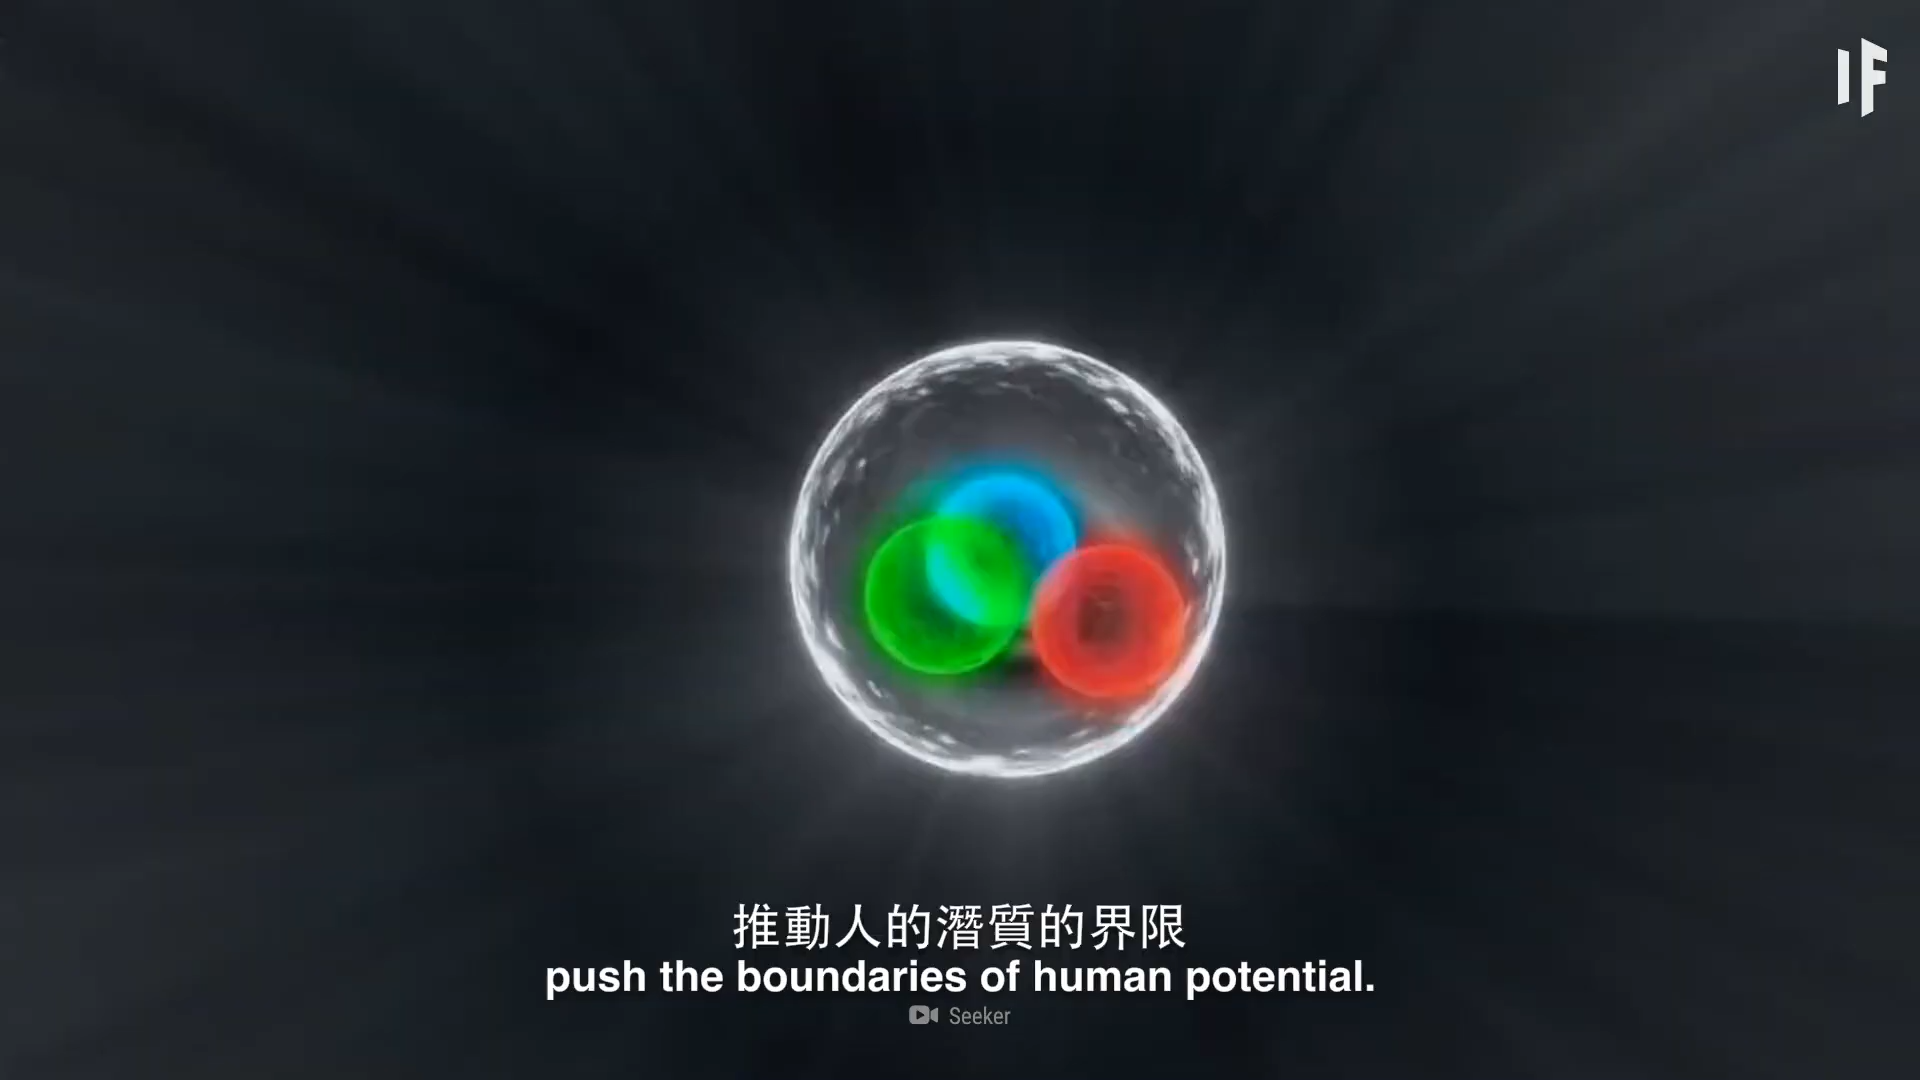 IF
推動人的潛質的界限
push the boundaries of human potential.
Seeker